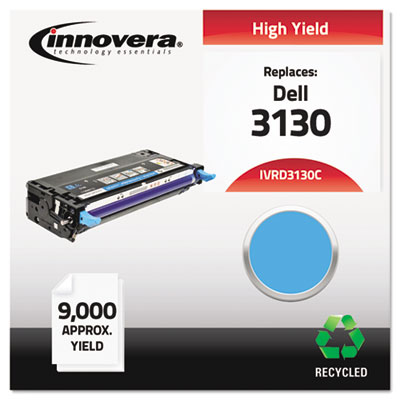 innovera
technology essentials
High Yield
Replaces:
Dell
3130
IVRD3130C
9,000
APPROX.
YIELD
RECYCLED